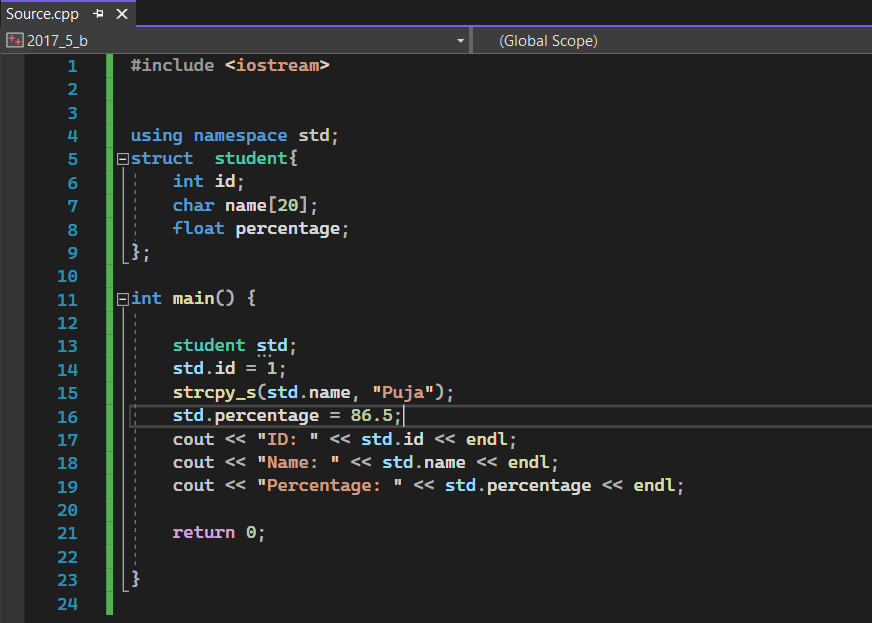 Source.cpp
2017_5_b (Global Scope)
1 #include <iostream>
2
3
4 using namespace std;
5 struct  student{
6     int id;
7     char name[20];
8     float percentage;
9 };
10
11 int main() {
12
13     student std;
14     std.id = 1;
15     strcpy_s(std.name, "Puja");
16     std.percentage = 86.5;
17     cout << "ID: " << std.id << endl;
18     cout << "Name: " << std.name << endl;
19     cout << "Percentage: " << std.percentage << endl;
20
21     return 0;
22
23 }
24